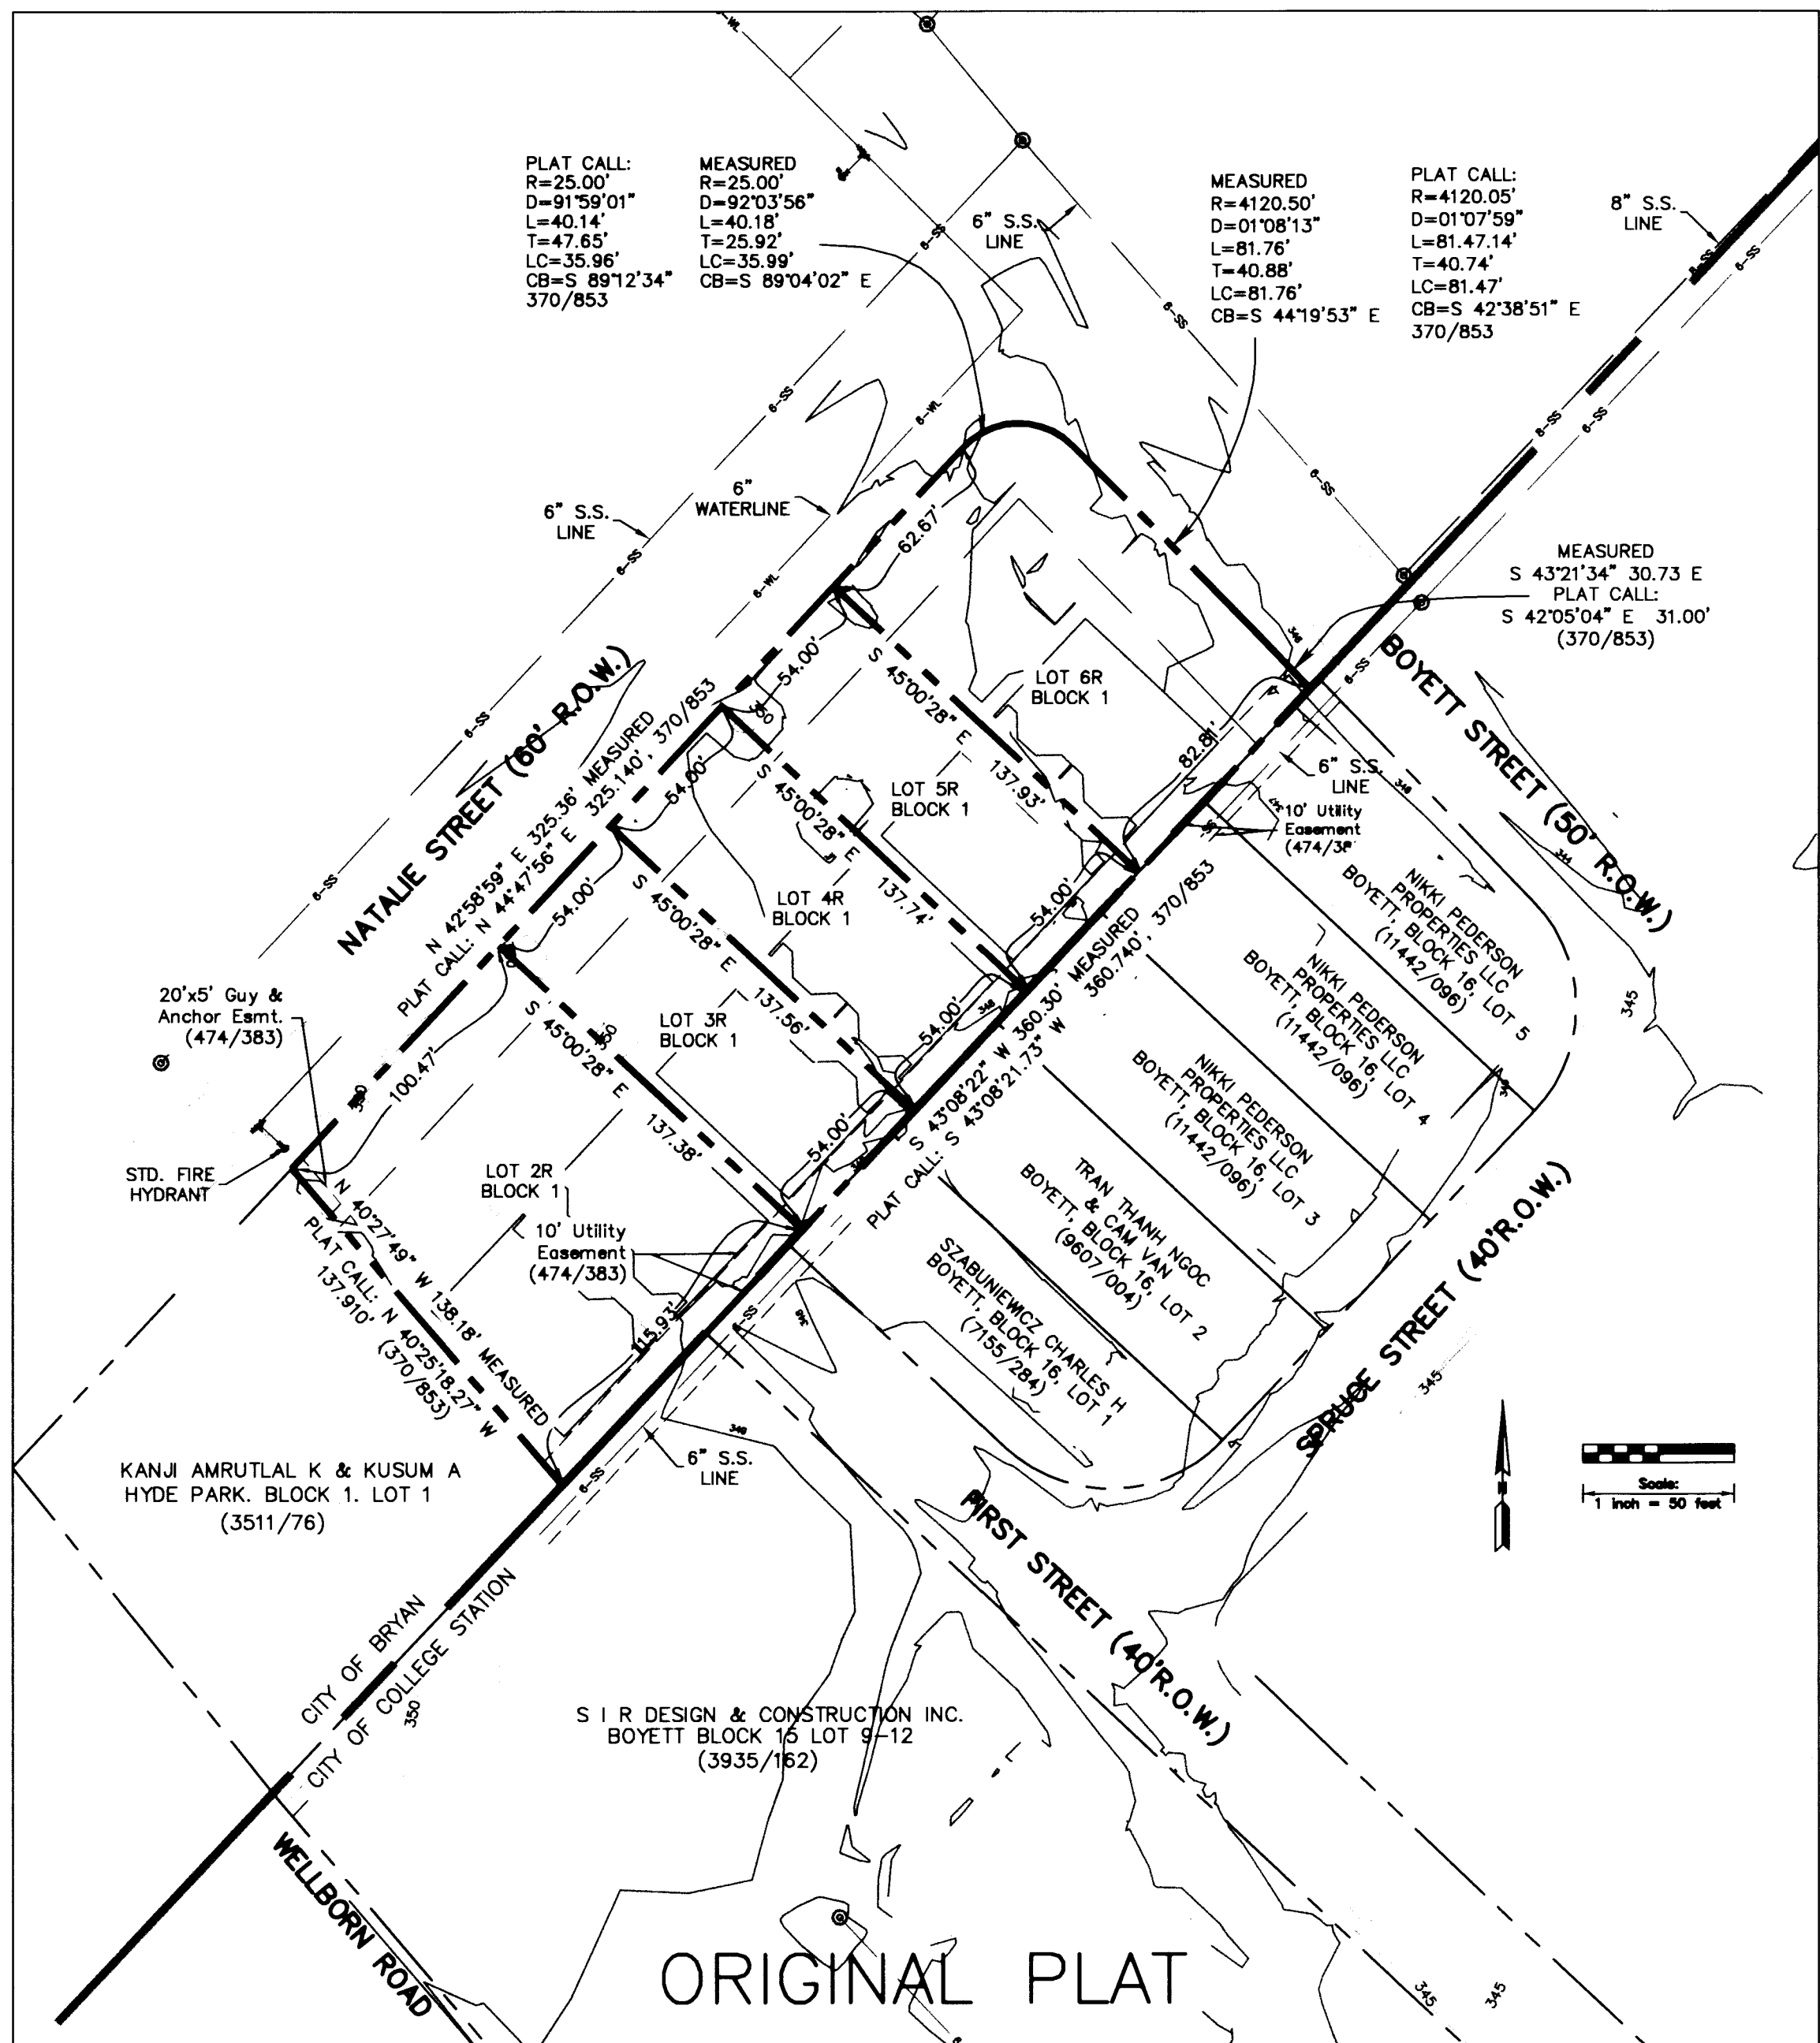 PLAT CALL:
R=25.00'
D=91°59'01"
L=40.14'
T=47.65'
LC=35.96'
CB=S 89°12'34"
370/853
MEASURED
R=25.00'
D=92°03'56"
L=40.18'
T=25.92'
LC=35.99'
CB=S 89°04'02" E
6" S.S.
LINE
MEASURED
R=4120.50'
D=01°08'13"
L=81.76'
T=40.88'
LC=81.76'
CB=S 44°19'53" E
PLAT CALL:
R=4120.05'
D=01°07'59"
L=81.47.14'
T=40.74'
LC=81.47'
CB=S 42°38'51" E
370/853
8" S.S.
LINE
6"
WATERLINE
6" S.S.
LINE
62.67'
MEASURED
S 43°21'34" 30.73 E
PLAT CALL:
S 42°05'04" E 31.00'
(370/853)
BOYETT STREET (50' R.O.W.)
NATALIE STREET (60' R.O.W.)
N 42°58'59" E 325.36' MEASURED
PLAT CALL: N 44°47'56" E 325.140', 370/853
54.00'
54.00'
54.00'
100.47'
S 45°00'28" E 137.93'
S 45°00'28" E 137.74'
S 45°00'28" E 137.56'
S 45°00'28" E 137.38'
LOT 6R
BLOCK 1
LOT 5R
BLOCK 1
LOT 4R
BLOCK 1
LOT 3R
BLOCK 1
LOT 2R
BLOCK 1
82.81'
54.00'
54.00'
54.00'
115.93'
6" S.S.
LINE
10' Utility
Easement
(474/38
S 43°08'22" W 360.30' MEASURED
PLAT CALL: S 43°08'21.73" W 360.740', 370/853
20'x5' Guy &
Anchor Esmt.
(474/383)
STD. FIRE
HYDRANT
10' Utility
Easement
(474/383)
N 40°27'49" W 138.18' MEASURED
PLAT CALL: N 40°25'18.27" W
137.910'
(370/853)
NIKKI PEDERSON
PROPERTIES LLC
BOYETT, BLOCK 16, LOT 5
(11442/096)
NIKKI PEDERSON
PROPERTIES LLC
BOYETT, BLOCK 16, LOT 4
(11442/096)
NIKKI PEDERSON
PROPERTIES LLC
BOYETT, BLOCK 16, LOT 3
(11442/096)
TRAN THANH NGOC
& CAM VAN
BOYETT, BLOCK 16, LOT 2
(9607/004)
SZABUNIEWICZ CHARLES H
BOYETT, BLOCK 16, LOT 1
(7155/284)
SPRUCE STREET (40'R.O.W.)
KANJI AMRUTLAL K & KUSUM A
HYDE PARK. BLOCK 1. LOT 1
(3511/76)
6" S.S.
LINE
FIRST STREET (40'R.O.W.)
N
Scale:
1 inch = 50 feet
CITY OF BRYAN
CITY OF COLLEGE STATION
350
S I R DESIGN & CONSTRUCTION INC.
BOYETT BLOCK 15 LOT 9-12
(3935/162)
WELLBORN ROAD
345
345
345
345
ORIGINAL PLAT